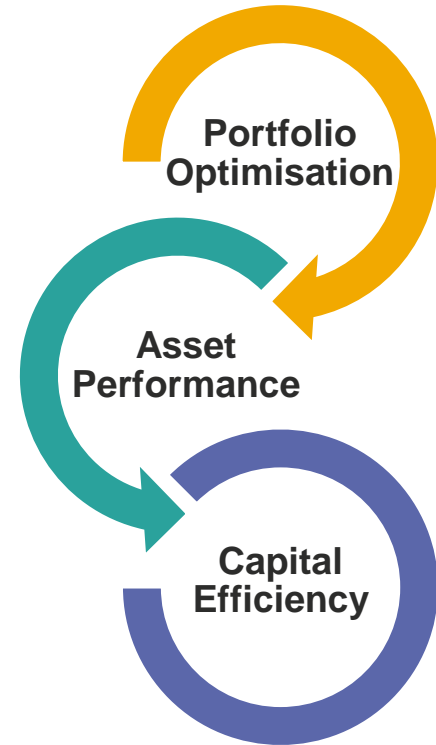 Portfolio
Optimisation
Asset
Performance
Capital
Efficiency